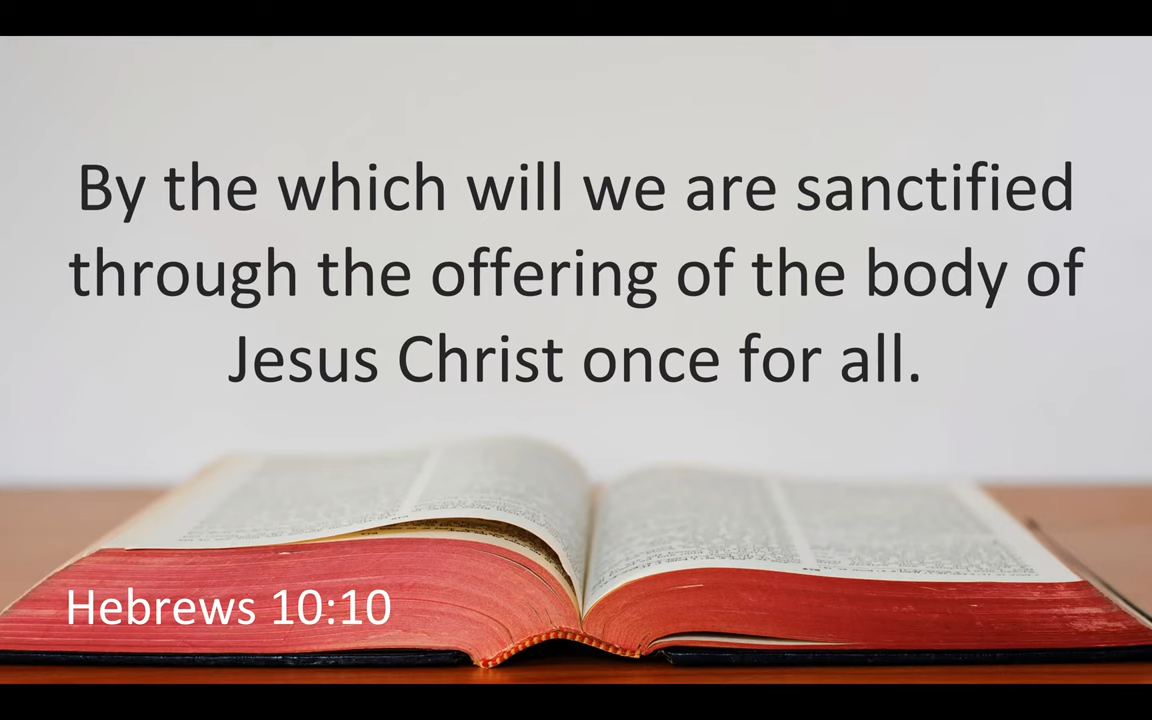 By the which will we are sanctified
through the offering of the body of
Jesus Christ once for all.
Hebrews 10:10